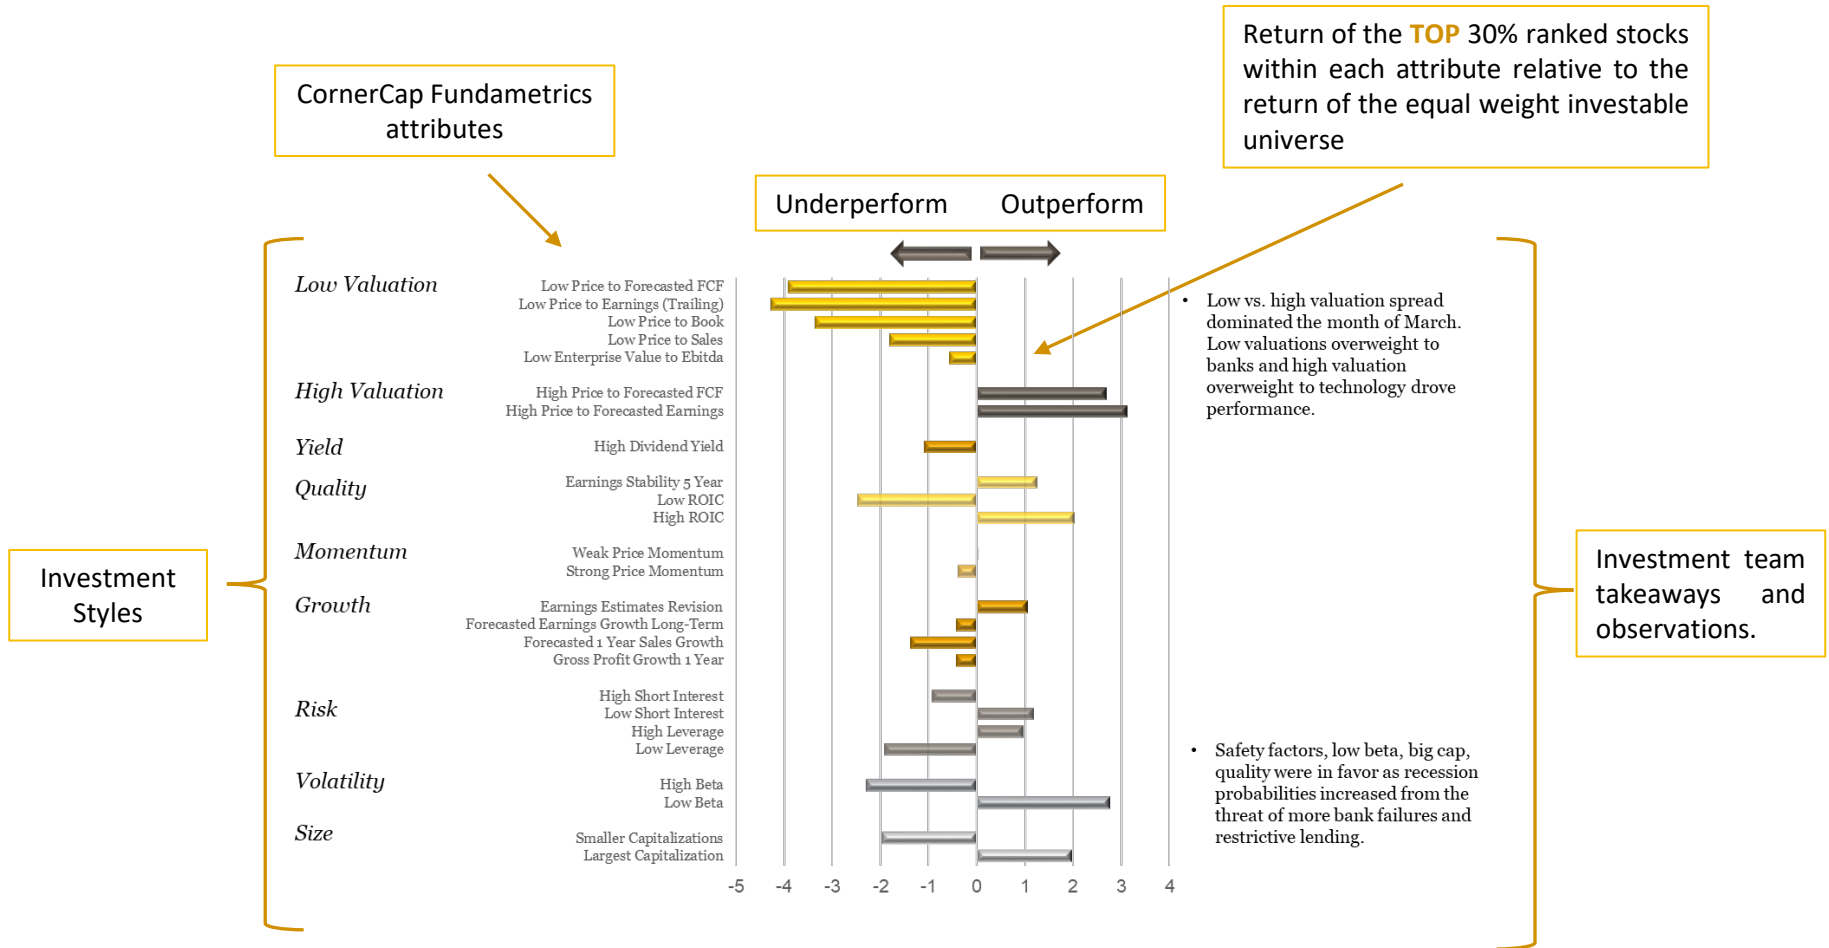 Return of the TOP 30% ranked stocks
within each attribute relative to the
return of the equal weight investable
universe
CornerCap Fundametrics
attributes
Underperform Outperform
Low Valuation
Low Price to Forecasted FCF
Low Price to Earnings (Trailing)
Low Price to Book
Low Price to Sales
Low Enterprise Value to Ebitda
High Valuation
High Price to Forecasted FCF
High Price to Forecasted Earnings
Yield
High Dividend Yield
Quality
Earnings Stability 5 Year
Low ROIC
High ROIC
Momentum
Weak Price Momentum
Strong Price Momentum
Growth
Earnings Estimates Revision
Forecasted Earnings Growth Long-Term
Forecasted 1 Year Sales Growth
Gross Profit Growth 1 Year
Risk
High Short Interest
Low Short Interest
High Leverage
Low Leverage
Volatility
High Beta
Low Beta
Size
Smaller Capitalizations
Largest Capitalization
-5 -4 -3 -2 -1 0 1 2 3 4
• Low vs. high valuation spread
dominated the month of March.
Low valuations overweight to
banks and high valuation
overweight to technology drove
performance.
• Safety factors, low beta, big cap,
quality were in favor as recession
probabilities increased from the
threat of more bank failures and
restrictive lending.
Investment
Styles
Investment team
takeaways and
observations.